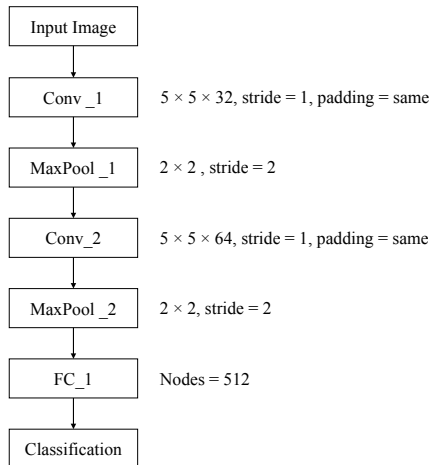 Input Image
Conv _1
5 × 5 × 32, stride = 1, padding = same
MaxPool _1
2 × 2 , stride = 2
Conv_2
5 × 5 × 64, stride = 1, padding = same
MaxPool _2
2 × 2, stride = 2
FC_1
Nodes = 512
Classification